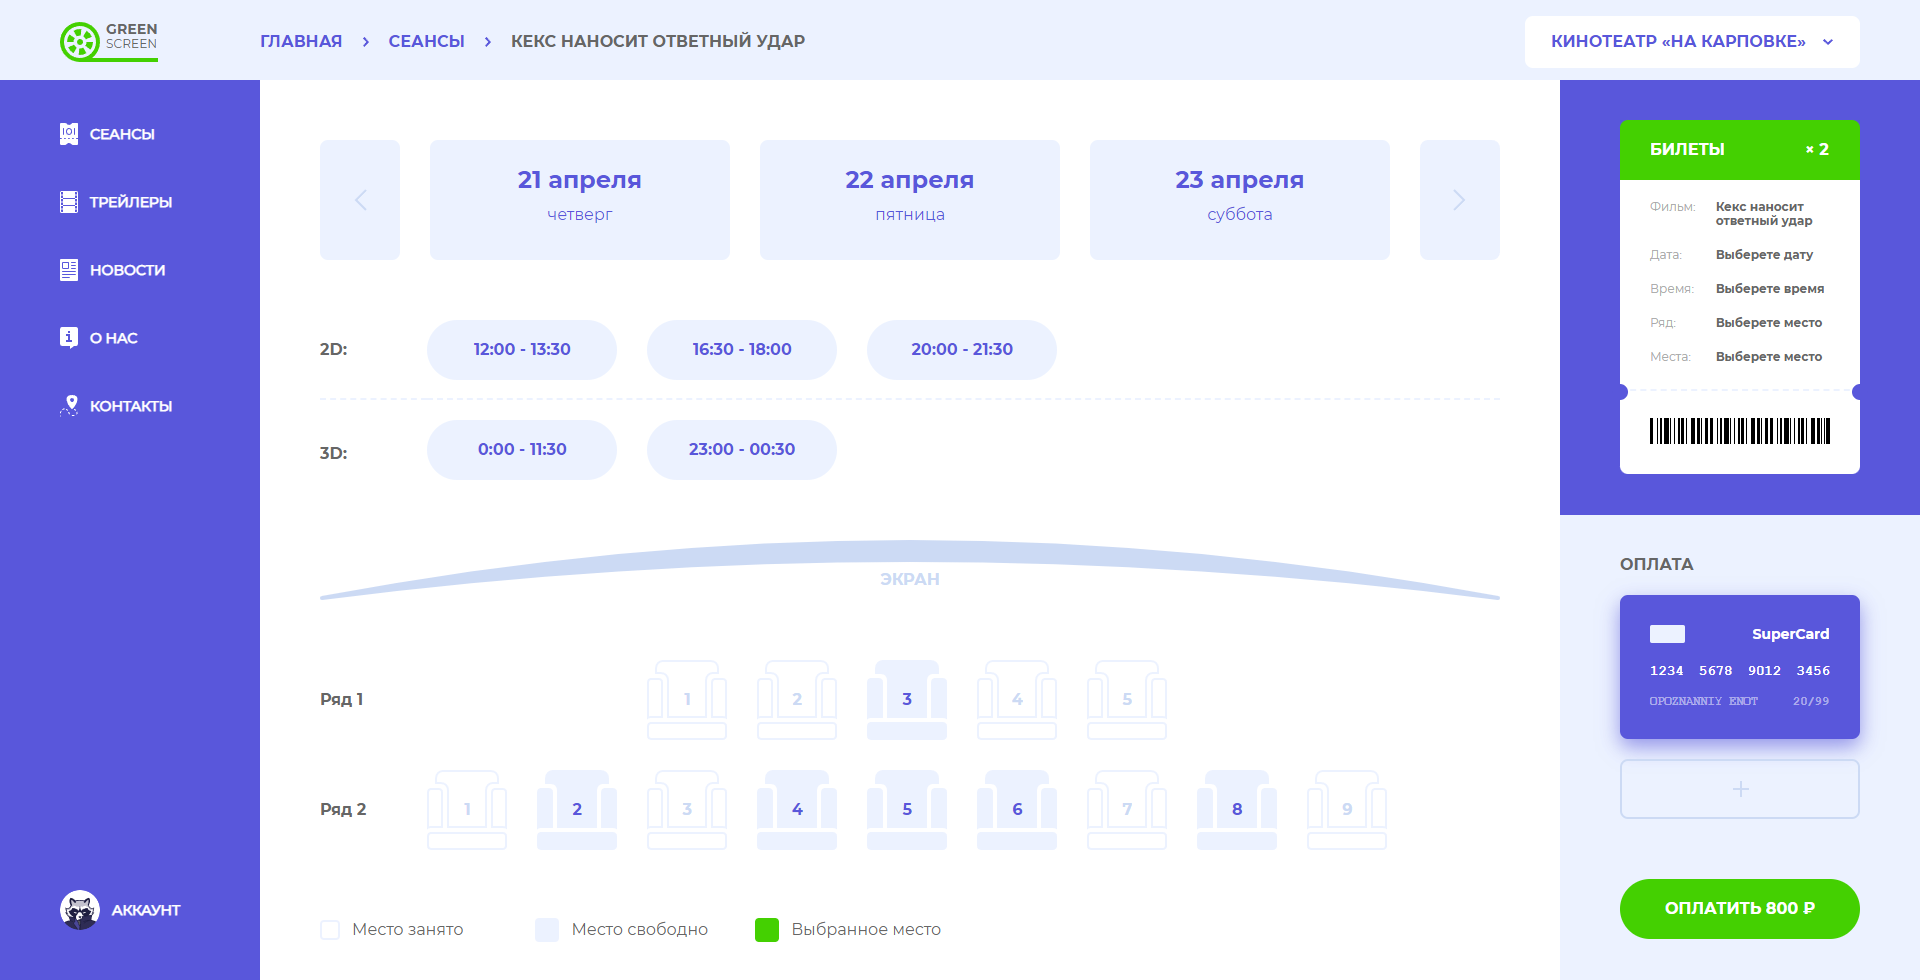 GREEN
SCREEN
ГЛАВНАЯ
СЕАНСЫ
КЕКС НАНОСИТ ОТВЕТНЫЙ УДАР
КИНОТЕАТР «НА КАРПОВКЕ»
СЕАНСЫ
ТРЕЙЛЕРЫ
НОВОСТИ
О НАС
КОНТАКТЫ
АККАУНТ
21 апреля
четверг
22 апреля
пятница
23 апреля
суббота
2D:
12:00 - 13:30
16:30 - 18:00
20:00 - 21:30
3D:
0:00 - 11:30
23:00 - 00:30
ЭКРАН
Ряд 1
1 2 3 4 5
Ряд 2
1 2 3 4 5 6 7 8 9
Место занято
Место свободно
Выбранное место
БИЛЕТЫ × 2
Фильм: Кекс наносит
ответный удар
Дата: Выберете дату
Время: Выберете время
Ряд: Выберете место
Места: Выберете место
ОПЛАТА
SuperCard
1234 5678 9012 3456
OPOZNANNIY ENOT 20/99
ОПЛАТИТЬ 800 ₽